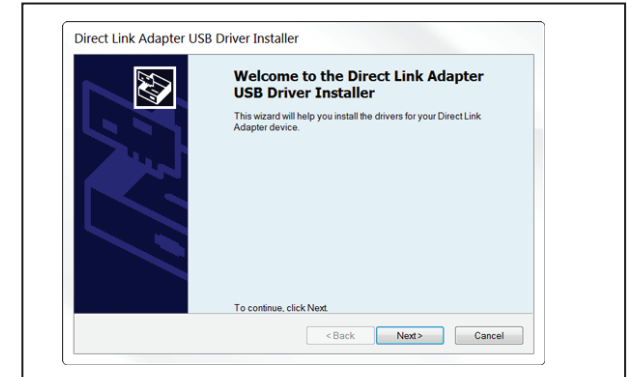 Direct Link Adapter USB Driver Installer
Welcome to the Direct Link Adapter
USB Driver Installer
This wizard will help you install the drivers for your Direct Link
Adapter device.
To continue, click Next.
< Back Next > Cancel